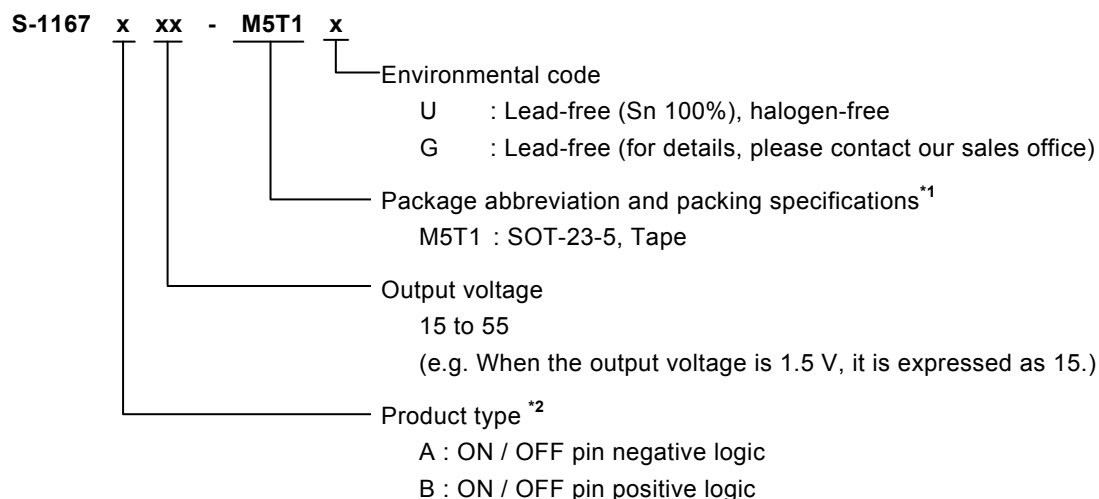 S-1167 x xx - M5T1 x
Environmental code
U : Lead-free (Sn 100%), halogen-free
G : Lead-free (for details, please contact our sales office)
Package abbreviation and packing specifications*1
M5T1 : SOT-23-5, Tape
Output voltage
15 to 55
(e.g. When the output voltage is 1.5 V, it is expressed as 15.)
Product type *2
A : ON / OFF pin negative logic
B : ON / OFF pin positive logic